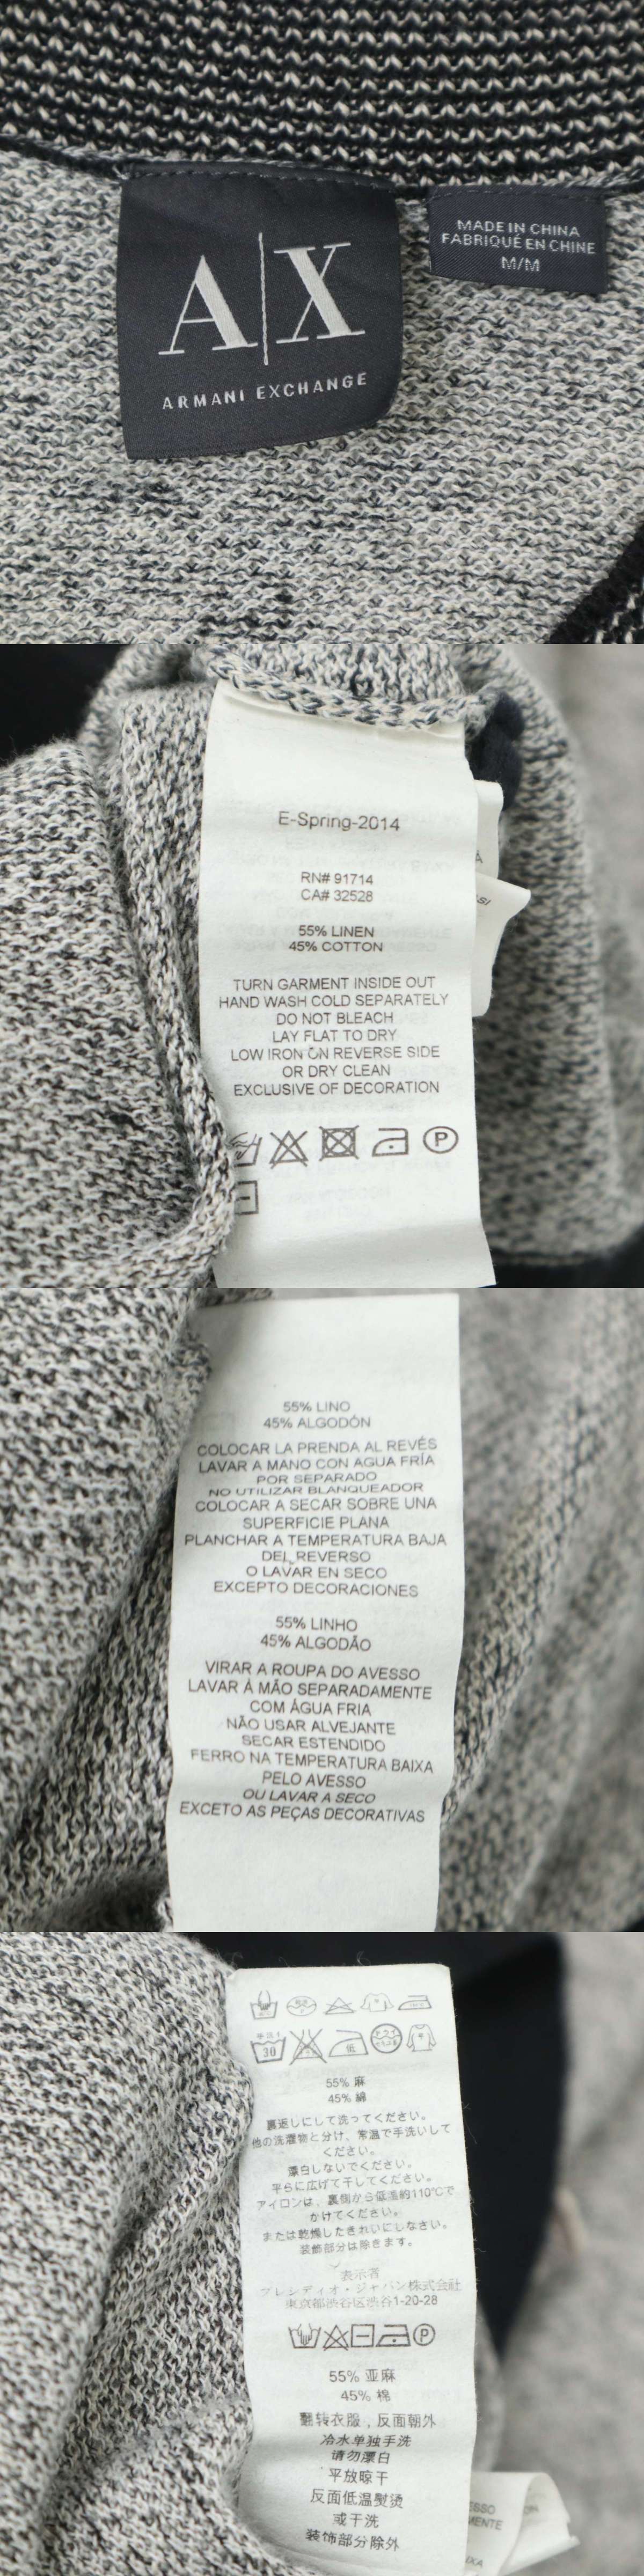 A|X
ARMANI EXCHANGE
MADE IN CHINA
FABRIQUÉ EN CHINE
M/M
E-Spring-2014
RN# 91714
CA# 32528
55% LINEN
45% COTTON
TURN GARMENT INSIDE OUT
HAND WASH COLD SEPARATELY
DO NOT BLEACH
LAY FLAT TO DRY
LOW IRON ON REVERSE SIDE
OR DRY CLEAN
EXCLUSIVE OF DECORATION
P
55% LINO
45% ALGODÓN
COLOCAR LA PRENDA AL REVÉS
LAVAR A MANO CON AGUA FRÍA
POR SEPARADO
NO UTILIZAR BLANQUEADOR
COLOCAR A SECAR SOBRE UNA
SUPERFICIE PLANA
PLANCHAR A TEMPERATURA BAJA
DEL REVERSO
O LAVAR EN SECO
EXCEPTO DECORACIONES
55% LINHO
45% ALGODÃO
VIRAR A ROUPA DO AVESSO
LAVAR À MÃO SEPARADAMENTE
COM ÁGUA FRIA
NÃO USAR ALVEJANTE
SECAR ESTENDIDO
FERRO NA TEMPERATURA BAIXA
PELO AVESSO
OU LAVAR A SECO
EXCETO AS PEÇAS DECORATIVAS
手洗イ
30 低
55% 麻
45% 綿
裏返しにして洗ってください。
他の洗濯物と分け、常温で手洗いして
ください。
漂白しないでください。
平らに広げて干してください。
アイロンは、裏側から低温約110℃で
かけてください。
または乾燥したきれいにしなさい。
装飾部分は除きます。
表示者
プレシディオ・ジャパン株式会社
東京都渋谷区渋谷1-20-28
P
55% 亚麻
45% 棉
翻转衣服，反面朝外
冷水单独手洗
请勿漂白
平放晾干
反面低温熨烫
或干洗
装饰部分除外